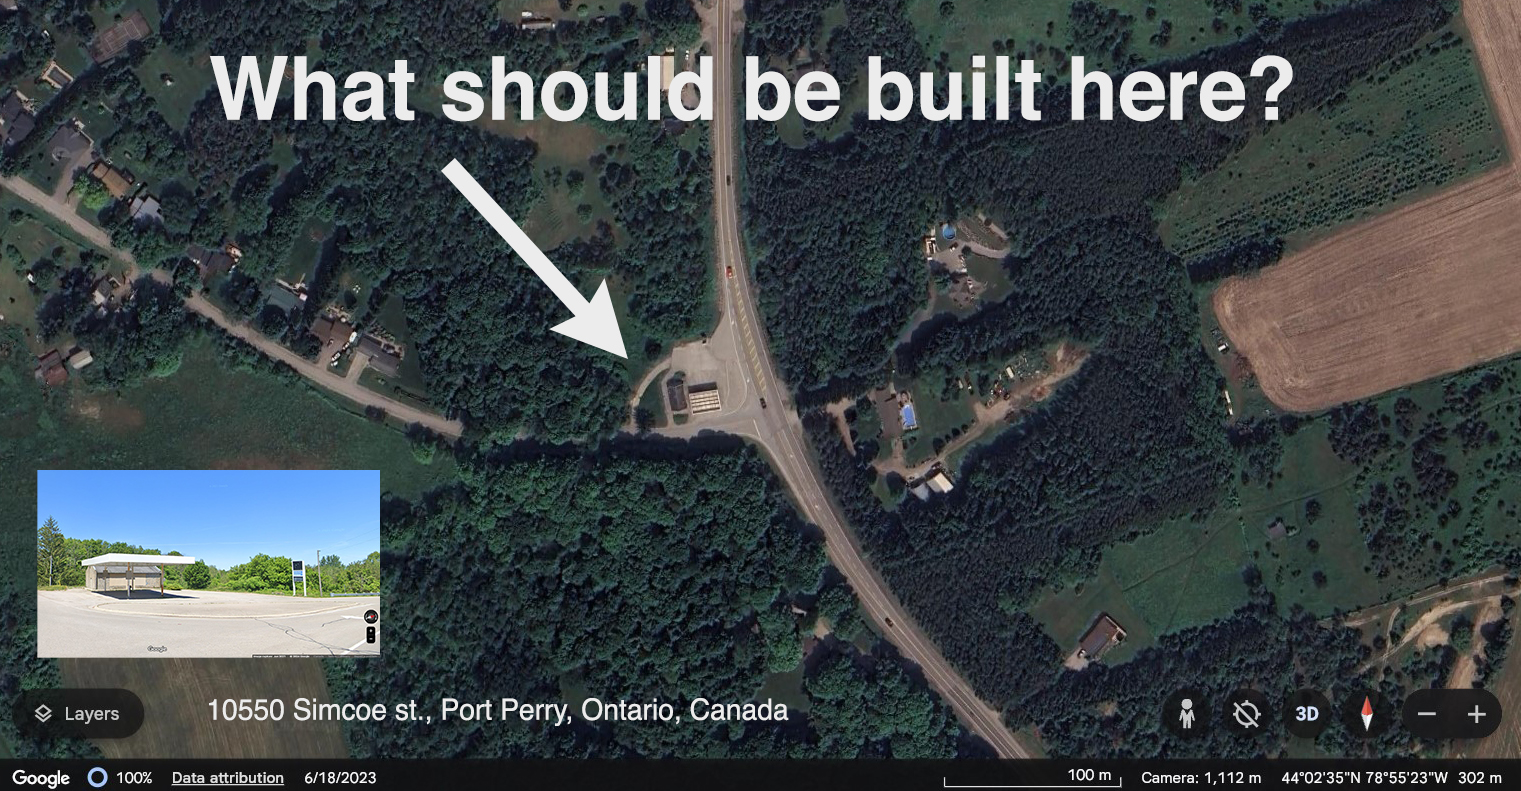 What should be built here?
Google
Layers
10550 Simcoe st., Port Perry, Ontario, Canada
3D
Google 100% Data attribution 6/18/2023 100 m Camera: 1,112 m 44°02'35"N 78°55'23"W 302 m